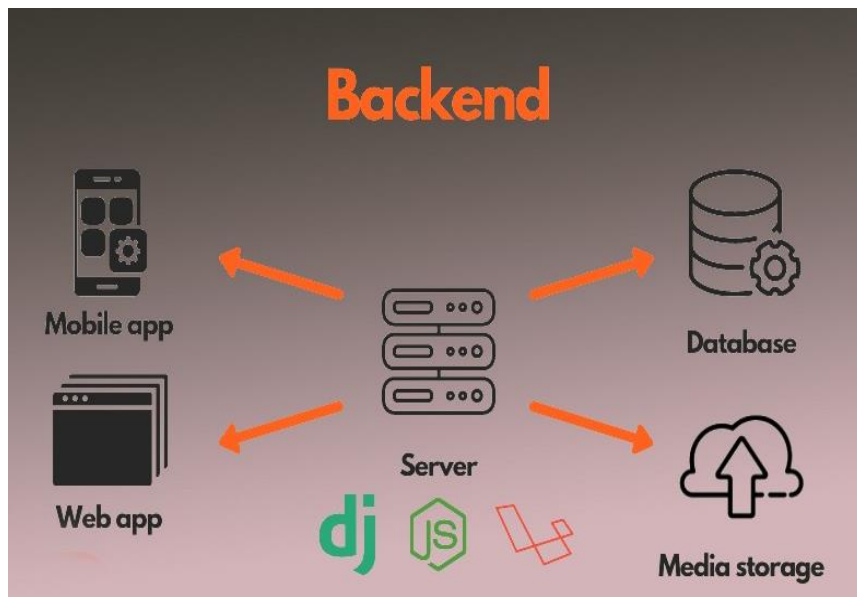 Backend
Mobile app
Database
Server
Web app
Media storage
dj
JS